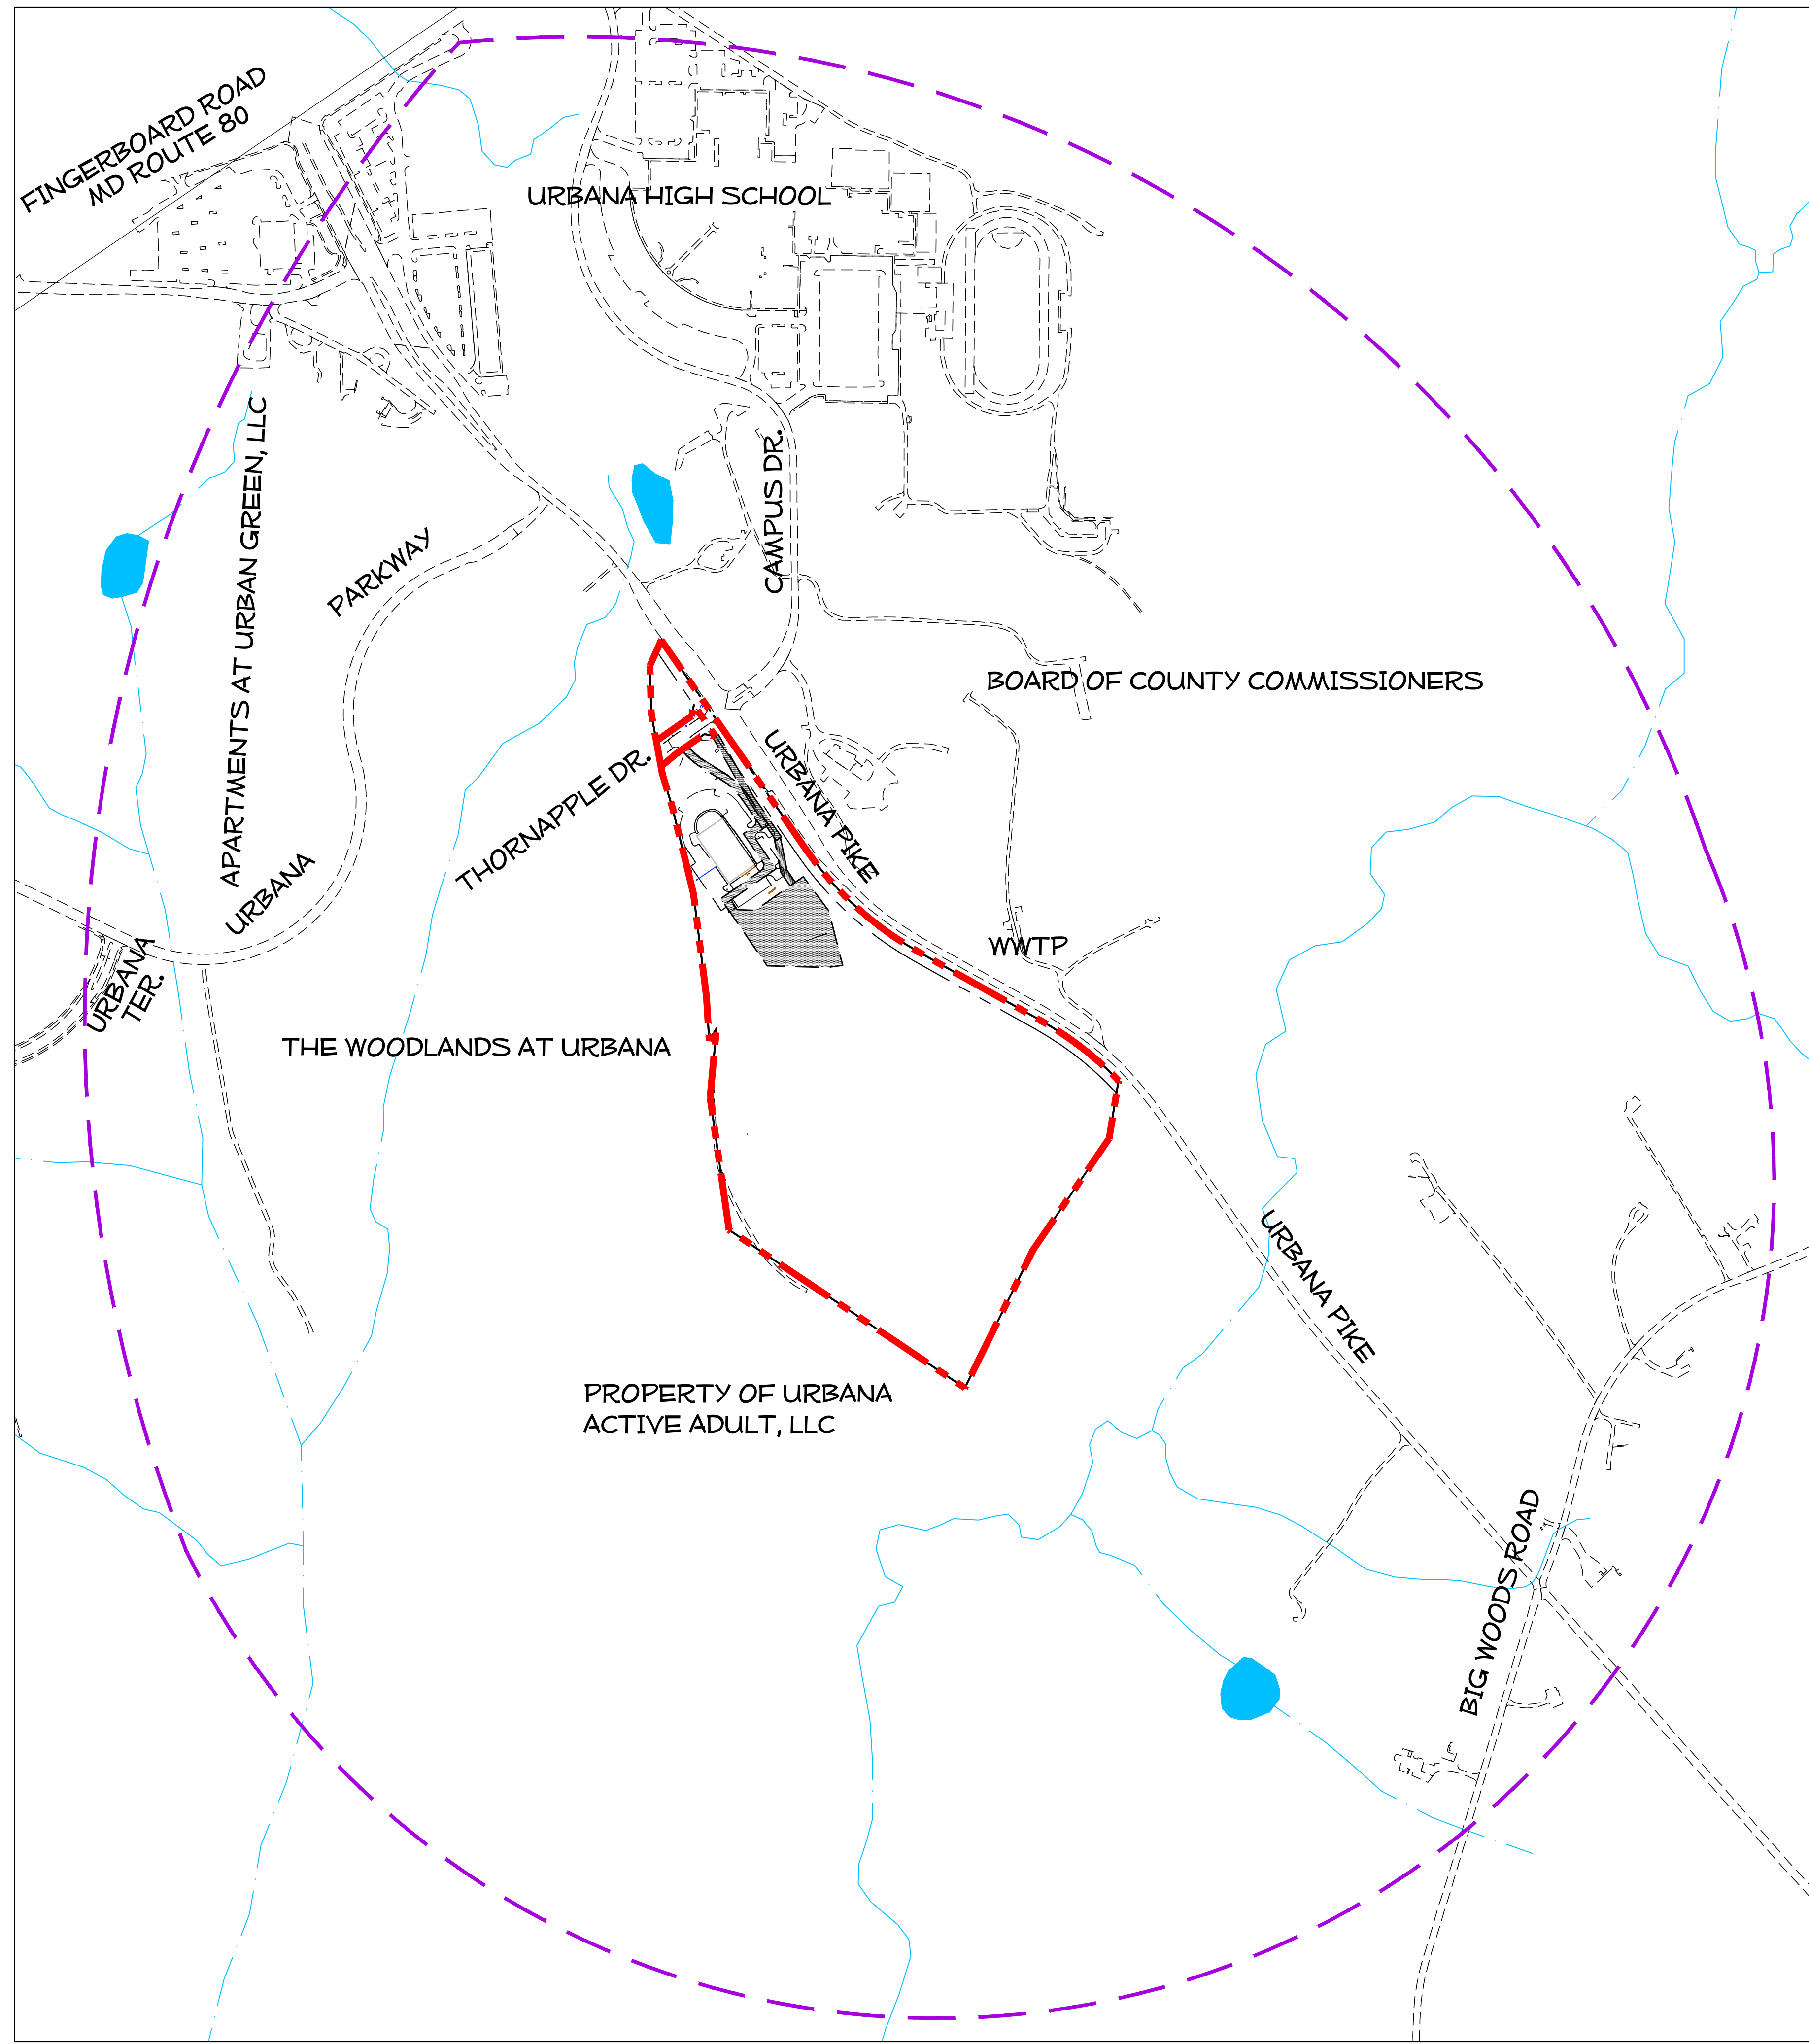 FINGERBOARD ROAD
MD ROUTE 80
URBANA HIGH SCHOOL
APARTMENTS AT URBAN GREEN, LLC
PARKWAY
CAMPUS DR.
BOARD OF COUNTY COMMISSIONERS
THORNAPPLE DR.
URBANA PIKE
URBANA
URBANA
TER.
WWTP
THE WOODLANDS AT URBANA
URBANA PIKE
PROPERTY OF URBANA
ACTIVE ADULT, LLC
BIG WOODS ROAD